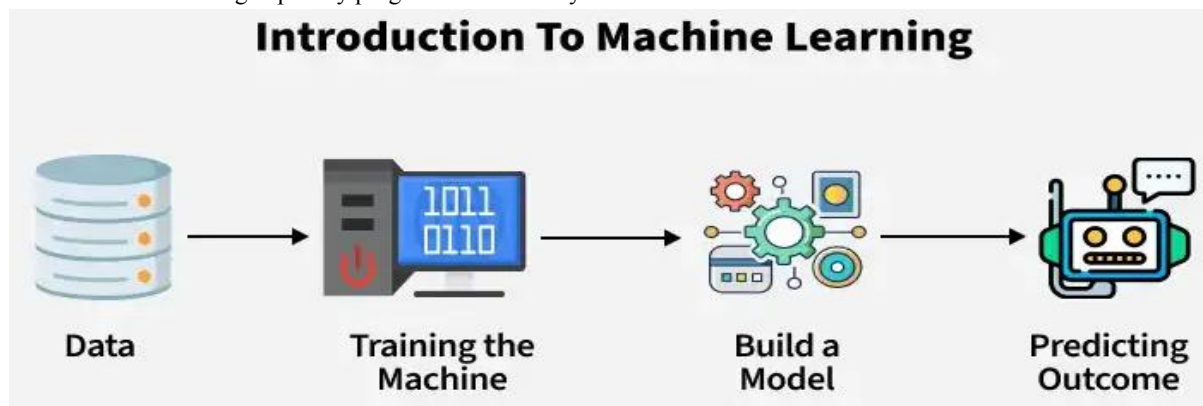 Introduction To Machine Learning
1011
0110
Data
Training the
Machine
Build a
Model
Predicting
Outcome